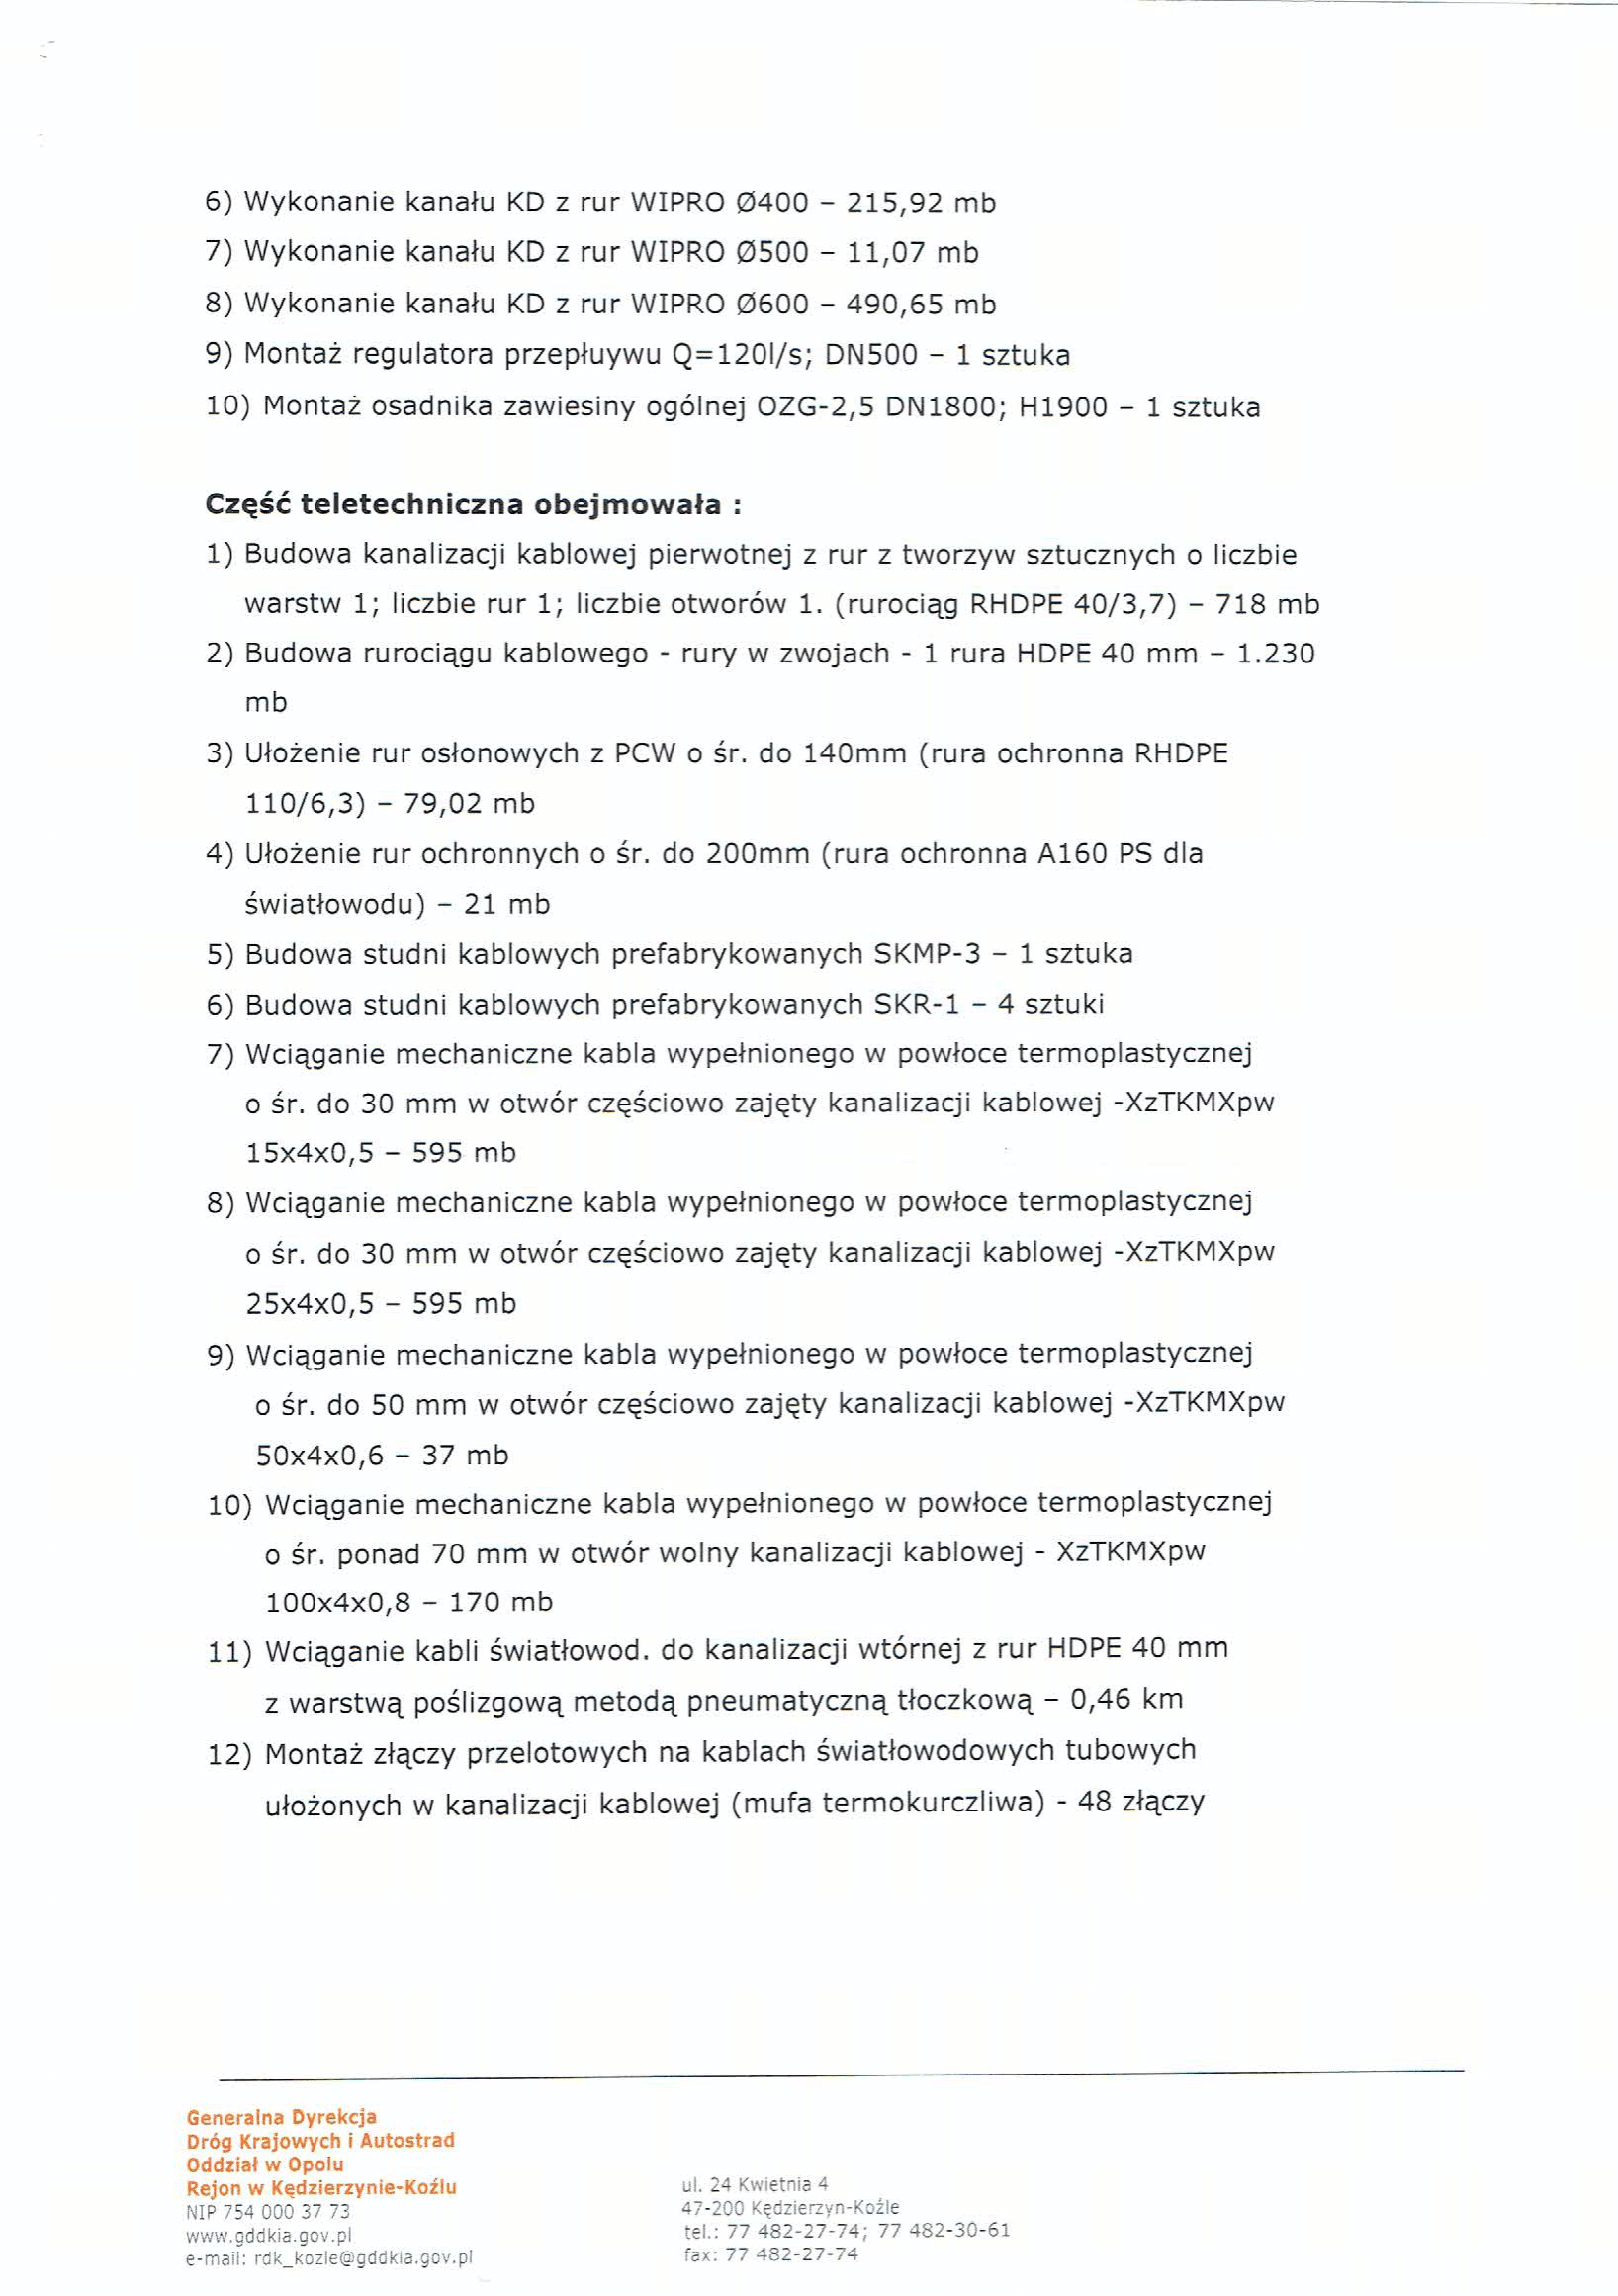 6) Wykonanie kanału KD z rur WIPRO Ø400 – 215,92 mb
7) Wykonanie kanału KD z rur WIPRO Ø500 – 11,07 mb
8) Wykonanie kanału KD z rur WIPRO Ø600 – 490,65 mb
9) Montaż regulatora przepłuywu Q=120l/s; DN500 – 1 sztuka
10) Montaż osadnika zawiesiny ogólnej OZG-2,5 DN1800; H1900 – 1 sztuka
Część teletechniczna obejmowała :
1) Budowa kanalizacji kablowej pierwotnej z rur z tworzyw sztucznych o liczbie
warstw 1; liczbie rur 1; liczbie otworów 1. (rurociąg RHDPE 40/3,7) – 718 mb
2) Budowa rurociągu kablowego - rury w zwojach - 1 rura HDPE 40 mm – 1.230
mb
3) Ułożenie rur osłonowych z PCW o śr. do 140mm (rura ochronna RHDPE
110/6,3) – 79,02 mb
4) Ułożenie rur ochronnych o śr. do 200mm (rura ochronna A160 PS dla
światłowodu) – 21 mb
5) Budowa studni kablowych prefabrykowanych SKMP-3 – 1 sztuka
6) Budowa studni kablowych prefabrykowanych SKR-1 – 4 sztuki
7) Wciąganie mechaniczne kabla wypełnionego w powłoce termoplastycznej
o śr. do 30 mm w otwór częściowo zajęty kanalizacji kablowej -XzTKMXpw
15x4x0,5 – 595 mb
8) Wciąganie mechaniczne kabla wypełnionego w powłoce termoplastycznej
o śr. do 30 mm w otwór częściowo zajęty kanalizacji kablowej -XzTKMXpw
25x4x0,5 – 595 mb
9) Wciąganie mechaniczne kabla wypełnionego w powłoce termoplastycznej
o śr. do 50 mm w otwór częściowo zajęty kanalizacji kablowej -XzTKMXpw
50x4x0,6 – 37 mb
10) Wciąganie mechaniczne kabla wypełnionego w powłoce termoplastycznej
o śr. ponad 70 mm w otwór wolny kanalizacji kablowej - XzTKMXpw
100x4x0,8 – 170 mb
11) Wciąganie kabli światłowod. do kanalizacji wtórnej z rur HDPE 40 mm
z warstwą poślizgową metodą pneumatyczną tłoczkową – 0,46 km
12) Montaż złączy przelotowych na kablach światłowodowych tubowych
ułożonych w kanalizacji kablowej (mufa termokurczliwa) - 48 złączy
Generalna Dyrekcja
Dróg Krajowych i Autostrad
Oddział w Opolu
Rejon w Kędzierzynie-Koźlu
NIP 754 000 37 73
www.gddkia.gov.pl
e-mail: rdk_kozle@gddkia.gov.pl
ul. 24 Kwietnia 4
47-200 Kędzierzyn-Koźle
tel.: 77 482-27-74; 77 482-30-61
fax: 77 482-27-74